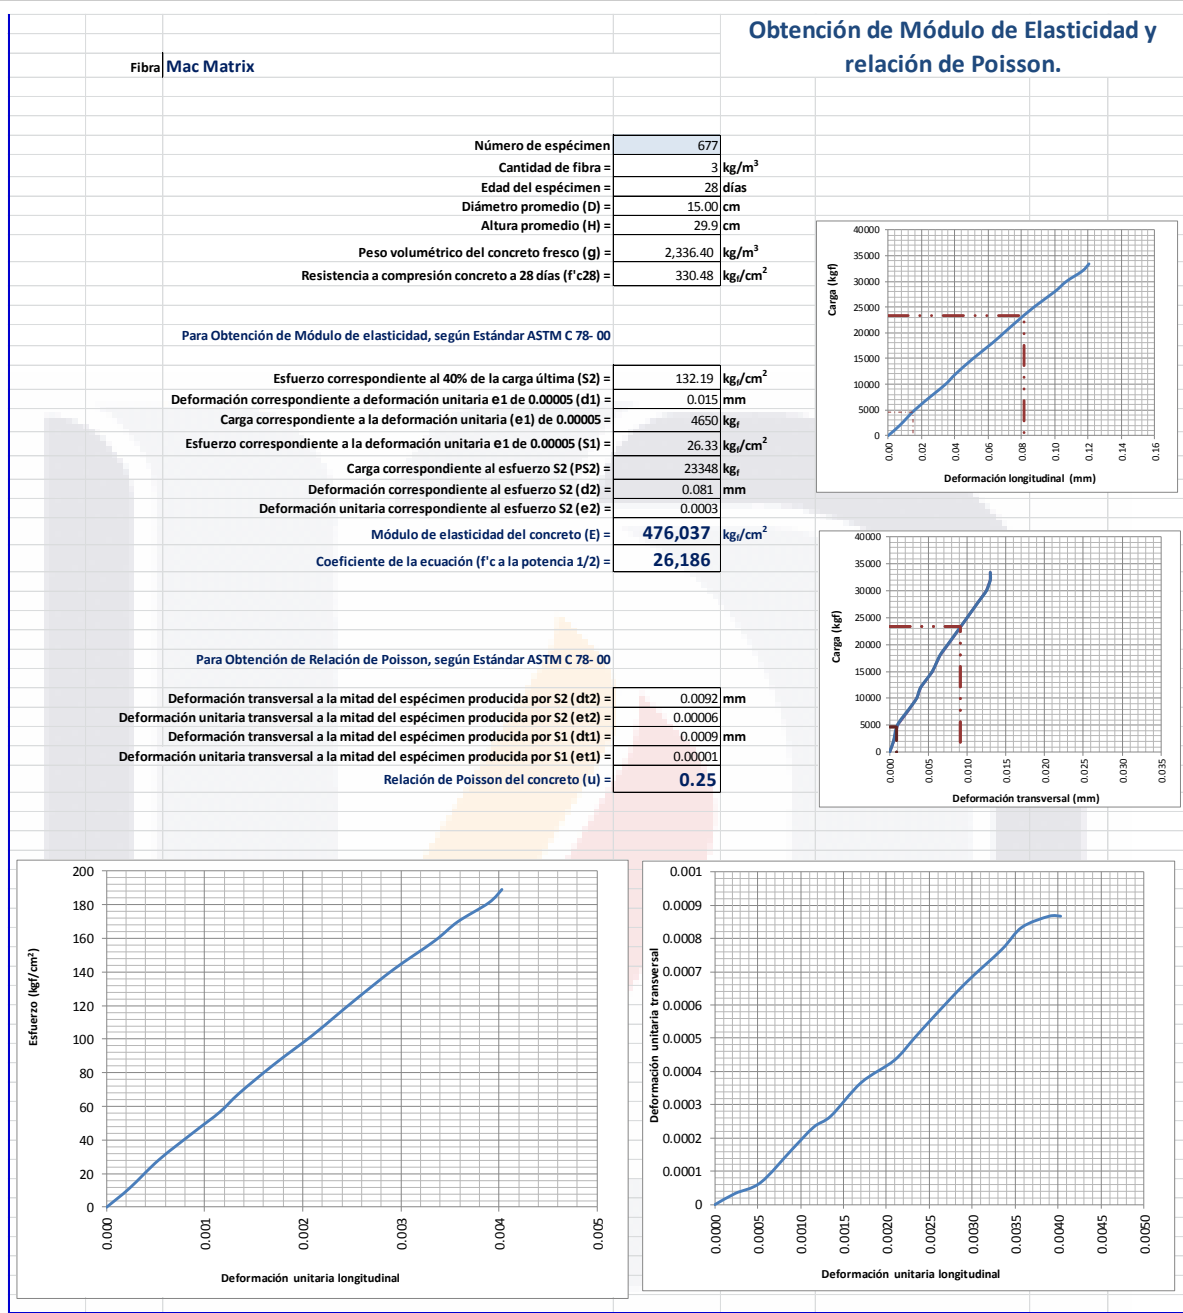 Obtención de Módulo de Elasticidad y
relación de Poisson.
Fibra Mac Matrix
Número de espécimen 677
Cantidad de fibra = 3 kg/m³
Edad del espécimen = 28 días
Diámetro promedio (D) = 15.00 cm
Altura promedio (H) = 29.9 cm
Peso volumétrico del concreto fresco (g) = 2,336.40 kg/m³
Resistencia a compresión concreto a 28 días (f'c28) = 330.48 kgf/cm²
Para Obtención de Módulo de elasticidad, según Estándar ASTM C 78- 00
Esfuerzo correspondiente al 40% de la carga última (S2) = 132.19 kgf/cm²
Deformación correspondiente a deformación unitaria e1 de 0.00005 (d1) = 0.015 mm
Carga correspondiente a la deformación unitaria (e1) de 0.00005 = 4650 kgf
Esfuerzo correspondiente a la deformación unitaria e1 de 0.00005 (S1) = 26.33 kgf/cm²
Carga correspondiente al esfuerzo S2 (PS2) = 23348 kgf
Deformación correspondiente al esfuerzo S2 (d2) = 0.081 mm
Deformación unitaria correspondiente al esfuerzo S2 (e2) = 0.0003
Módulo de elasticidad del concreto (E) = 476,037 kgf/cm²
Coeficiente de la ecuación (f'c a la potencia 1/2) = 26,186
Para Obtención de Relación de Poisson, según Estándar ASTM C 78- 00
Deformación transversal a la mitad del espécimen producida por S2 (dt2) = 0.0092 mm
Deformación unitaria transversal a la mitad del espécimen producida por S2 (et2) = 0.00006
Deformación transversal a la mitad del espécimen producida por S1 (dt1) = 0.0009 mm
Deformación unitaria transversal a la mitad del espécimen producida por S1 (et1) = 0.00001
Relación de Poisson del concreto (u) = 0.25
Carga (kgf)
40000
35000
30000
25000
20000
15000
10000
5000
0
0.00 0.02 0.04 0.06 0.08 0.10 0.12 0.14 0.16
Deformación longitudinal (mm)
Carga (kgf)
40000
35000
30000
25000
20000
15000
10000
5000
0
0.000 0.005 0.010 0.015 0.020 0.025 0.030 0.035
Deformación transversal (mm)
Esfuerzo (kgf/cm²)
200
180
160
140
120
100
80
60
40
20
0
0.000 0.001 0.002 0.003 0.004 0.005
Deformación unitaria longitudinal
Deformación unitaria transversal
0.001
0.0009
0.0008
0.0007
0.0006
0.0005
0.0004
0.0003
0.0002
0.0001
0
0.0000 0.0005 0.0010 0.0015 0.0020 0.0025 0.0030 0.0035 0.0040 0.0045 0.0050
Deformación unitaria longitudinal